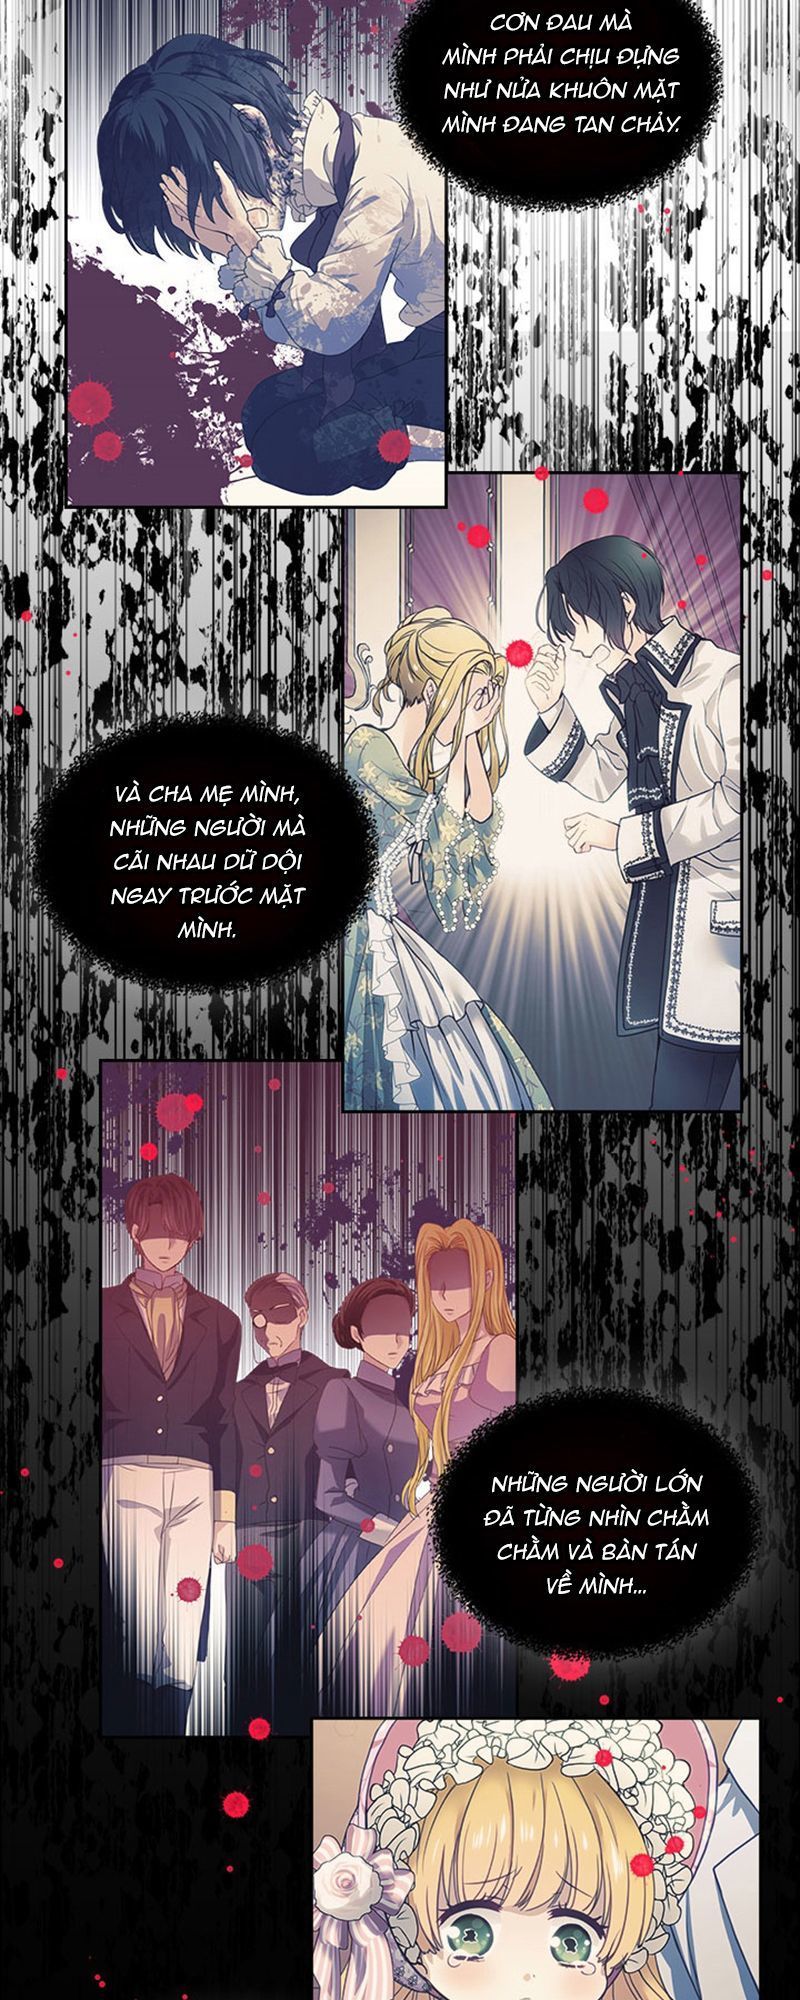 CƠN ĐAU MÀ
MÌNH PHẢI CHỊU ĐỰNG
NHƯ NỬA KHUÔN MẶT
MÌNH ĐANG TAN CHẢY.
VÀ CHA MẸ MÌNH,
NHỮNG NGƯỜI MÀ
CÃI NHAU DỮ DỘI
NGAY TRƯỚC MẶT
MÌNH.
NHỮNG NGƯỜI LỚN
ĐÃ TỪNG NHÌN CHẰM
CHẰM VÀ BÀN TÁN
VỀ MÌNH...